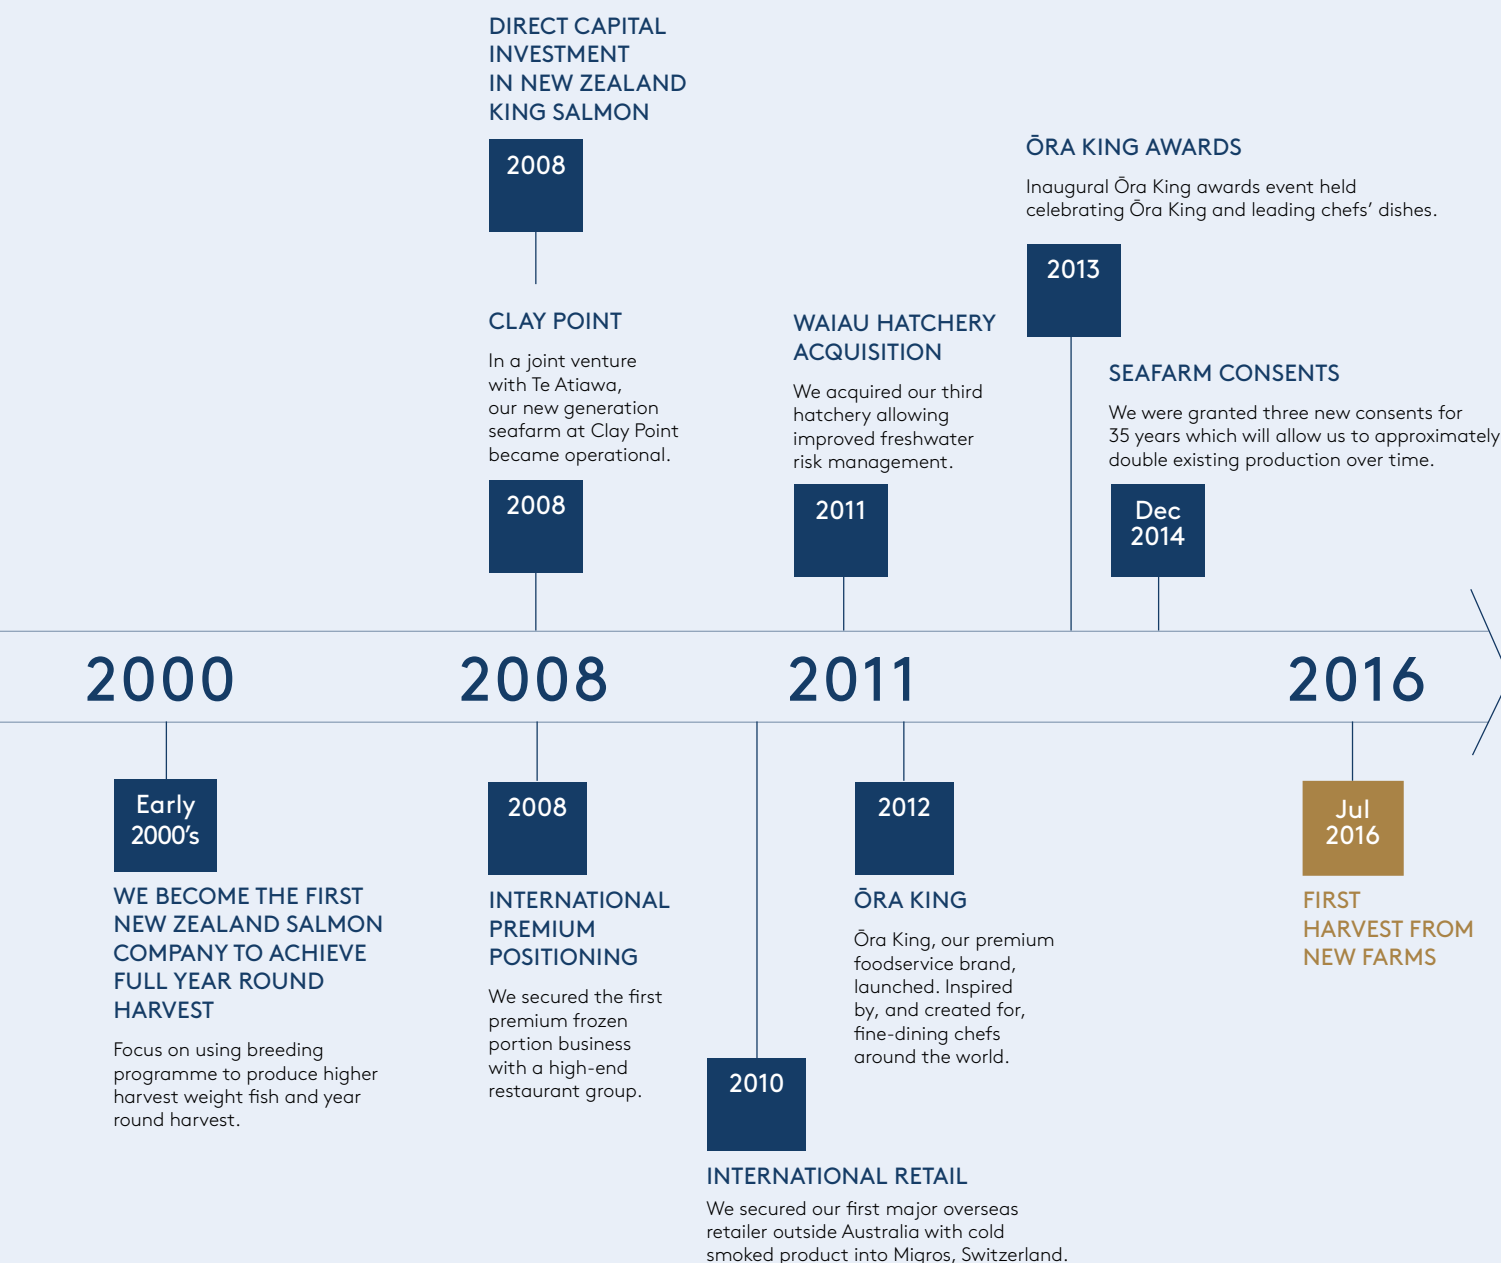 DIRECT CAPITAL
INVESTMENT
IN NEW ZEALAND
KING SALMON
2008
CLAY POINT
In a joint venture
with Te Atiawa,
our new generation
seafarm at Clay Point
became operational.
2008
WAIAU HATCHERY
ACQUISITION
We acquired our third
hatchery allowing
improved freshwater
risk management.
2011
ŌRA KING AWARDS
Inaugural Ōra King awards event held
celebrating Ōra King and leading chefs’ dishes.
2013
SEAFARM CONSENTS
We were granted three new consents for
35 years which will allow us to approximately
double existing production over time.
Dec
2014
2000
2008
2011
2016
Early
2000’s
WE BECOME THE FIRST
NEW ZEALAND SALMON
COMPANY TO ACHIEVE
FULL YEAR ROUND
HARVEST
Focus on using breeding
programme to produce higher
harvest weight fish and year
round harvest.
2008
INTERNATIONAL
PREMIUM
POSITIONING
We secured the first
premium frozen
portion business
with a high-end
restaurant group.
2010
INTERNATIONAL RETAIL
We secured our first major overseas
retailer outside Australia with cold
smoked product into Migros, Switzerland.
2012
ŌRA KING
Ōra King, our premium
foodservice brand,
launched. Inspired
by, and created for,
fine-dining chefs
around the world.
Jul
2016
FIRST
HARVEST FROM
NEW FARMS